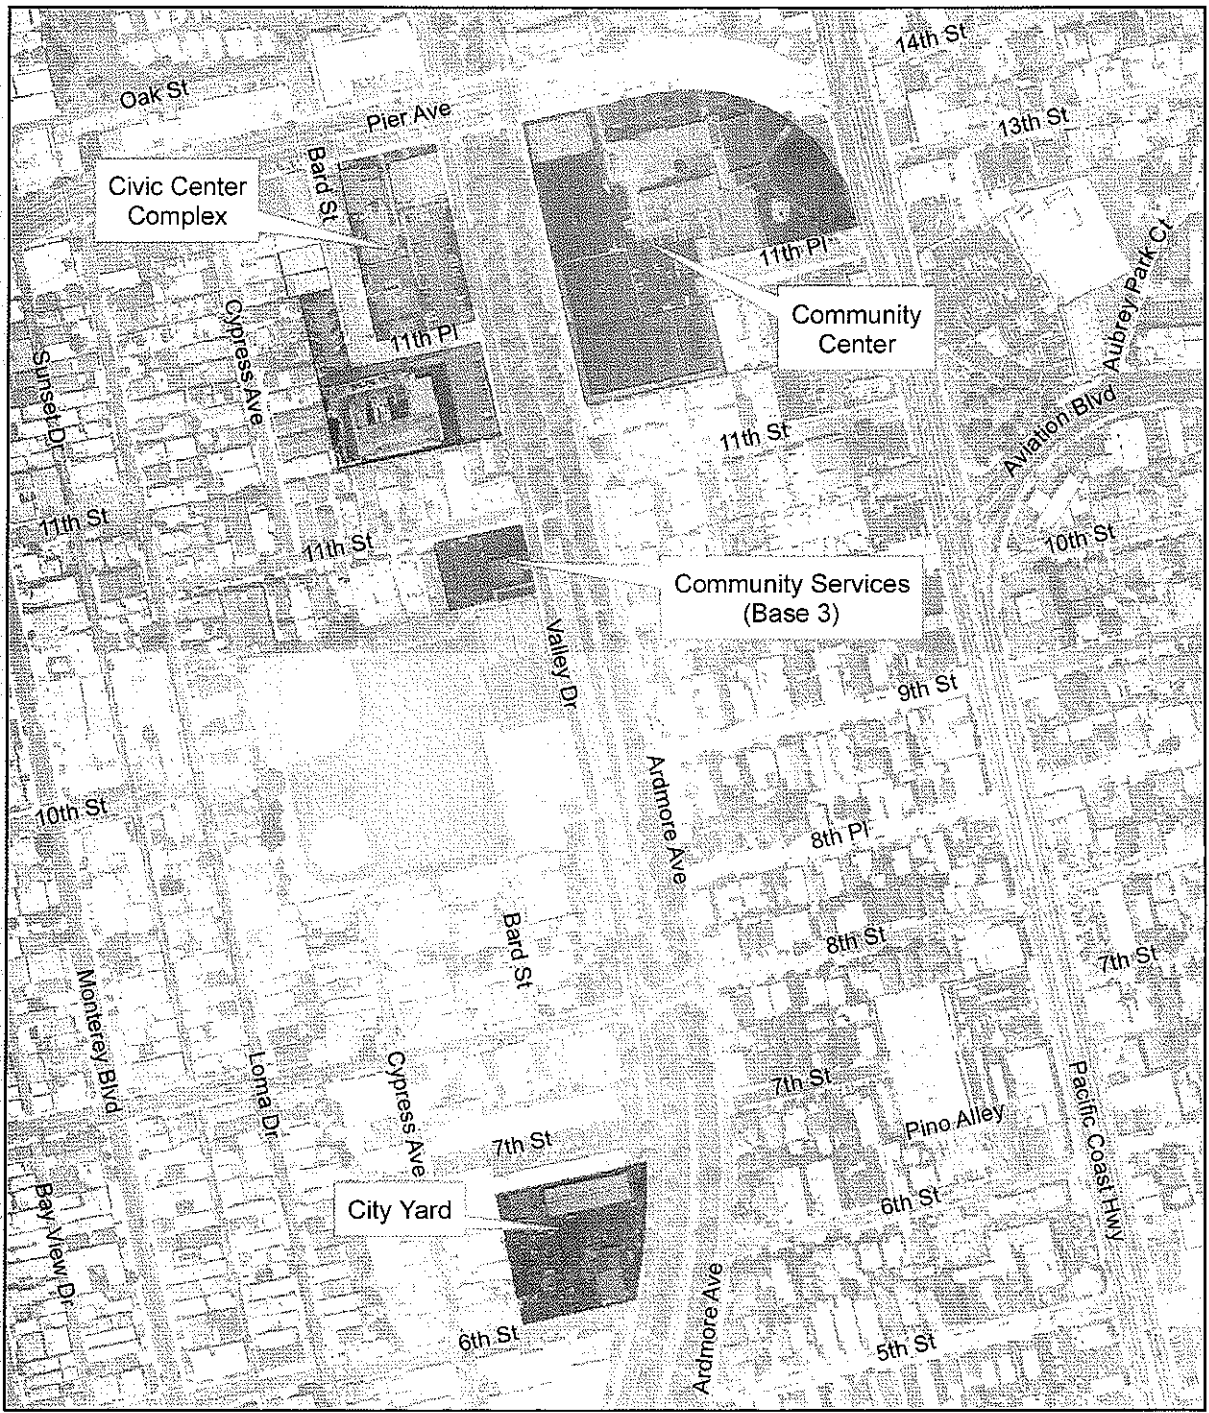 14th St
Oak St
Pier Ave
13th St
Bard St
Civic Center
Complex
11th Pl
Aubrey Park Ct
Community
Center
Cypress Ave
11th Pl
Sunset Dr
Aviation Blvd
11th St
11th St
11th St
10th St
Community Services
(Base 3)
Valley Dr
9th St
Ardmore Ave
10th St
8th Pl
Bard St
8th St
7th St
Monterey Blvd
Loma Dr
Cypress Ave
7th St
Pacific Coast Hwy
Pino Alley
7th St
City Yard
6th St
Bay View Dr
Ardmore Ave
6th St
5th St